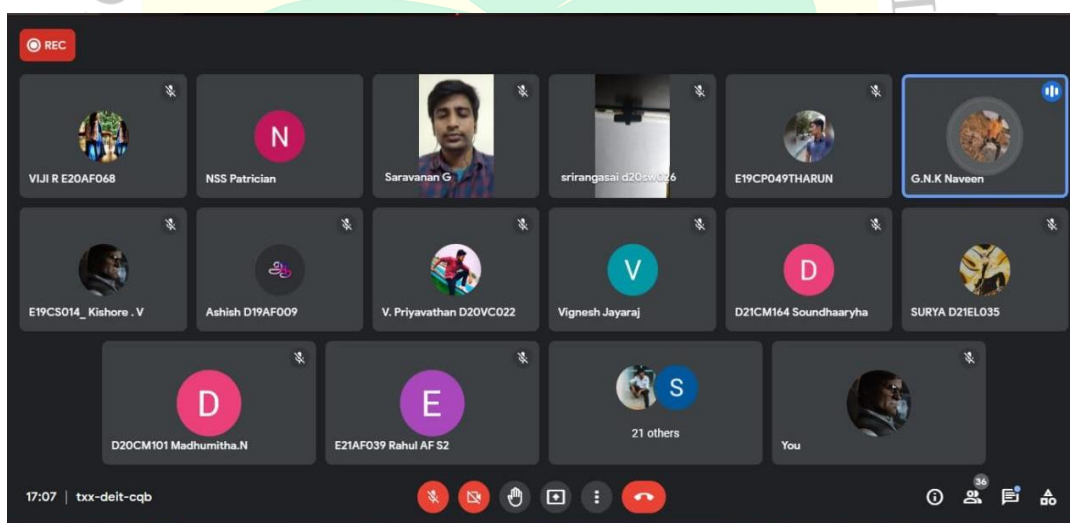 REC
VIJI R E20AF068
N
NSS Patrician
Saravanan G
srirangasai d20sw026
E19CP049THARUN
G.N.K Naveen
E19CS014_ Kishore . V
Ashish D19AF009
V. Priyavathan D20VC022
V
Vignesh Jayaraj
D
D21CM164 Soundhaaryha
SURYA D21EL035
D
D20CM101 Madhumitha.N
E
E21AF039 Rahul AF S2
S
21 others
You
17:07 | txx-deit-cqb
36